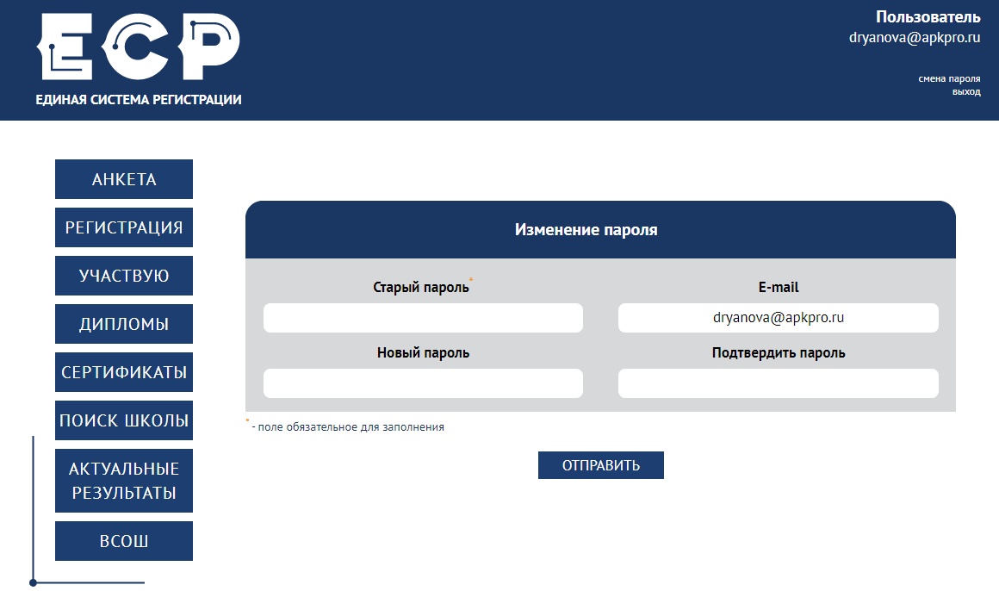 ЕСР
ЕДИНАЯ СИСТЕМА РЕГИСТРАЦИИ
Пользователь
dryanova@apkpro.ru
смена пароля
выход
АНКЕТА
РЕГИСТРАЦИЯ
УЧАСТВУЮ
ДИПЛОМЫ
СЕРТИФИКАТЫ
ПОИСК ШКОЛЫ
АКТУАЛЬНЫЕ
РЕЗУЛЬТАТЫ
ВСОШ
Изменение пароля
Старый пароль*
E-mail
dryanova@apkpro.ru
Новый пароль
Подтвердить пароль
* - поле обязательное для заполнения
ОТПРАВИТЬ